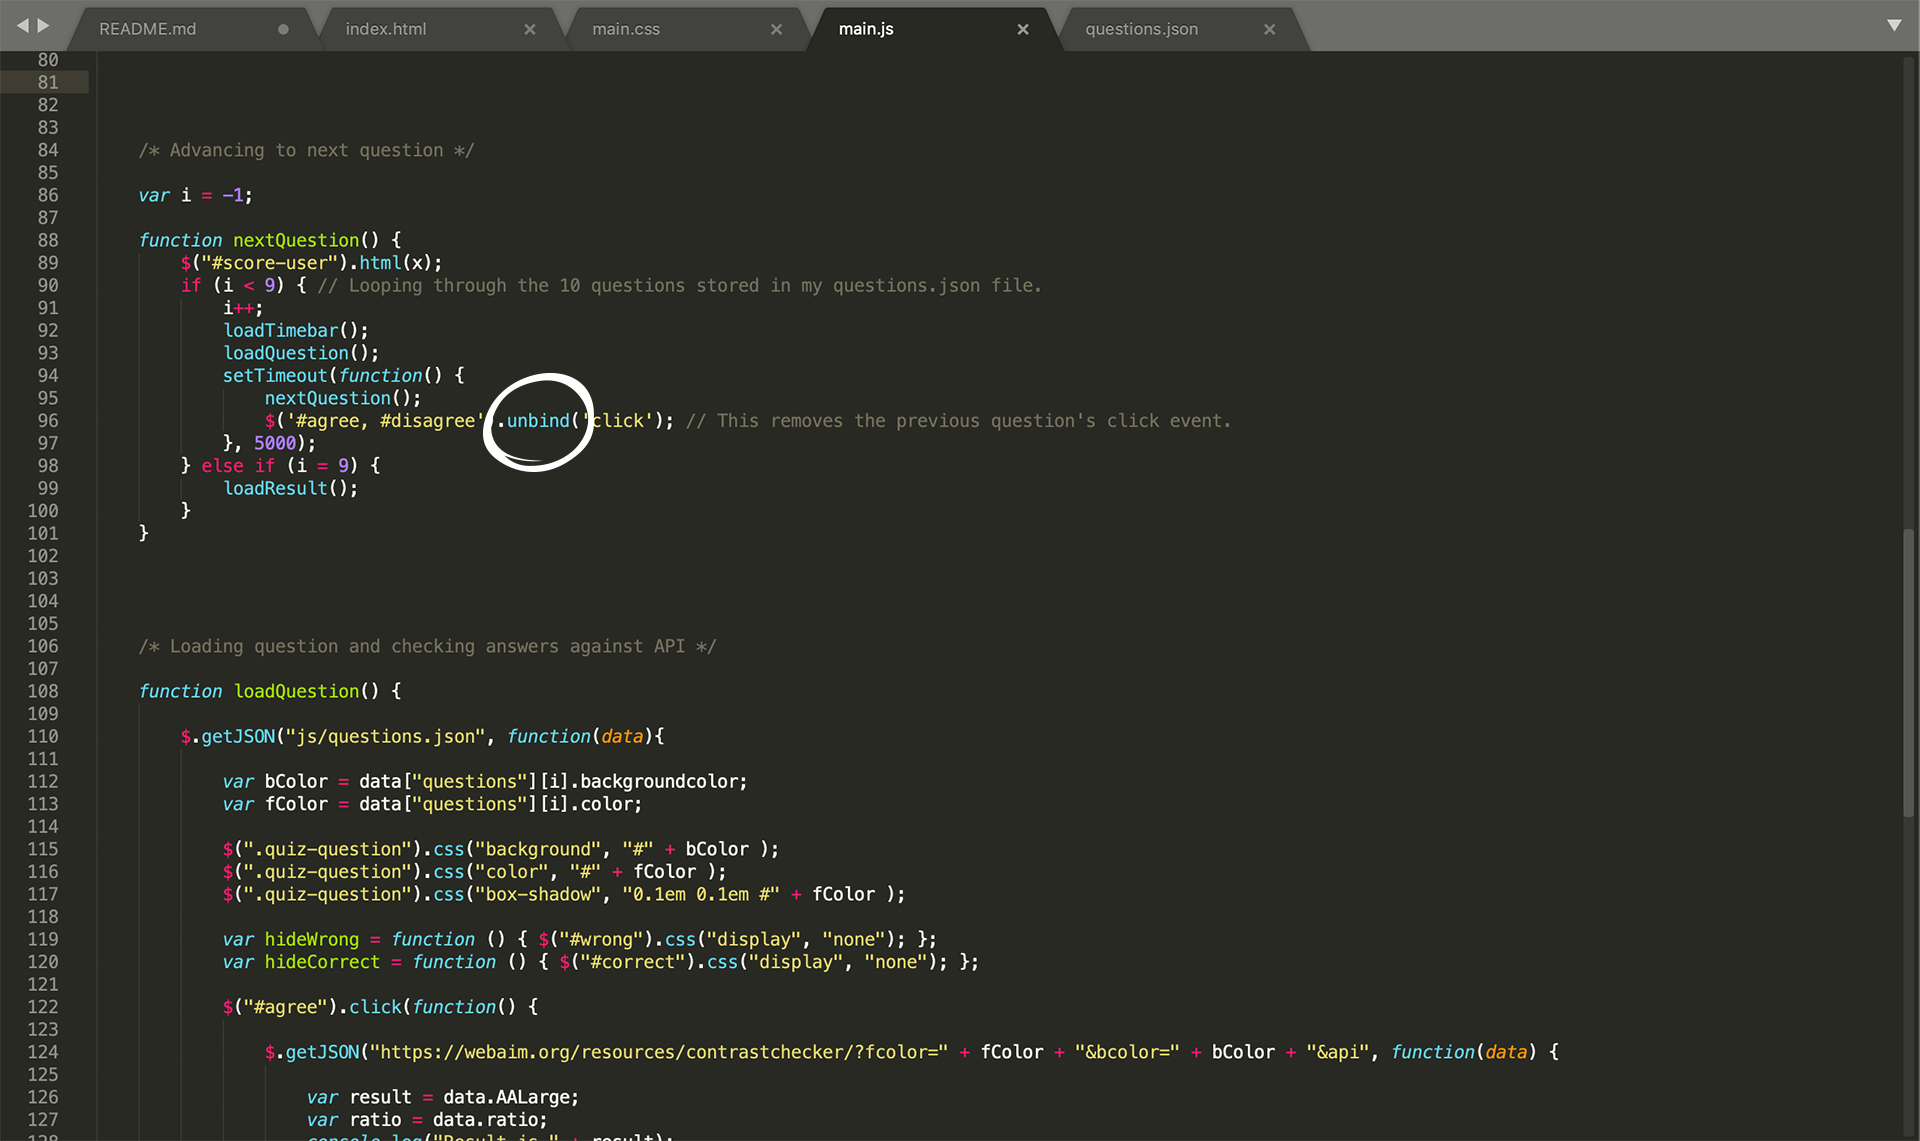 README.md index.html main.css main.js questions.json
80
81
82
83
84 /* Advancing to next question */
85
86 var i = -1;
87
88 function nextQuestion() {
89 $("#score-user").html(x);
90 if (i < 9) { // Looping through the 10 questions stored in my questions.json file.
91 i++;
92 loadTimebar();
93 loadQuestion();
94 setTimeout(function() {
95 nextQuestion();
96 $('#agree, #disagree').unbind('click'); // This removes the previous question's click event.
97 }, 5000);
98 } else if (i = 9) {
99 loadResult();
100 }
101 }
102
103
104
105
106 /* Loading question and checking answers against API */
107
108 function loadQuestion() {
109
110 $.getJSON("js/questions.json", function(data){
111
112 var bColor = data["questions"][i].backgroundcolor;
113 var fColor = data["questions"][i].color;
114
115 $(".quiz-question").css("background", "#" + bColor );
116 $(".quiz-question").css("color", "#" + fColor );
117 $(".quiz-question").css("box-shadow", "0.1em 0.1em #" + fColor );
118
119 var hideWrong = function () { $("#wrong").css("display", "none"); };
120 var hideCorrect = function () { $("#correct").css("display", "none"); };
121
122 $("#agree").click(function() {
123
124 $.getJSON("https://webaim.org/resources/contrastchecker/?fcolor=" + fColor + "&bcolor=" + bColor + "&api", function(data) {
125
126 var result = data.AALarge;
127 var ratio = data.ratio;
128 console.log("Result is " + result);